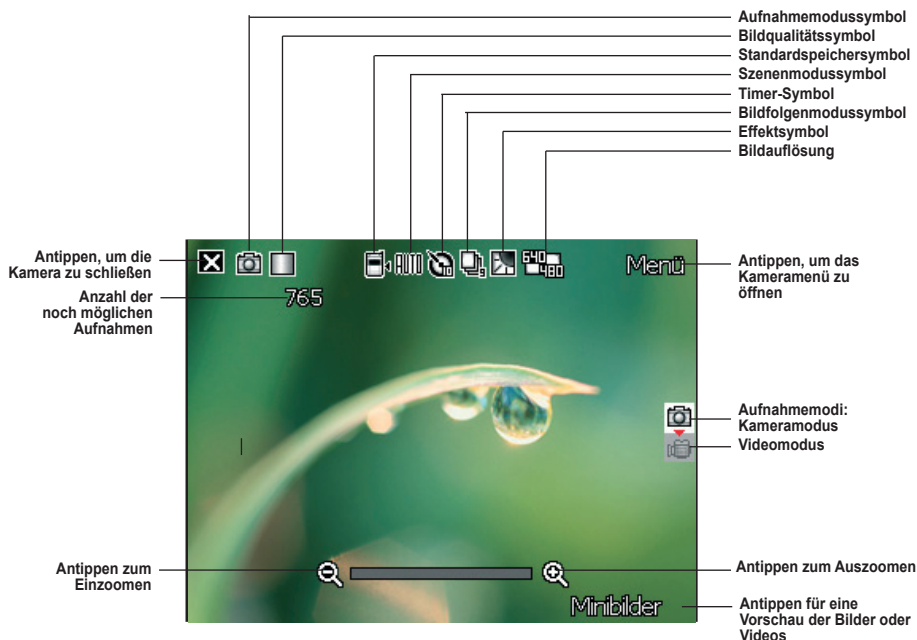 Aufnahmemodussymbol
Bildqualitätssymbol
Standardspeichersymbol
Szenenmodussymbol
Timer-Symbol
Bildfolgenmodussymbol
Effektsymbol
Bildauflösung
Antippen, um die
Kamera zu schließen
Anzahl der
noch möglichen
Aufnahmen
AUTO
10
s
640
480
Menü
765
Antippen, um das
Kameramenü zu
öffnen
Aufnahmemodi:
Kameramodus
Videomodus
Antippen zum
Einzoomen
Antippen zum Auszoomen
Minibilder
Antippen für eine
Vorschau der Bilder oder
Videos